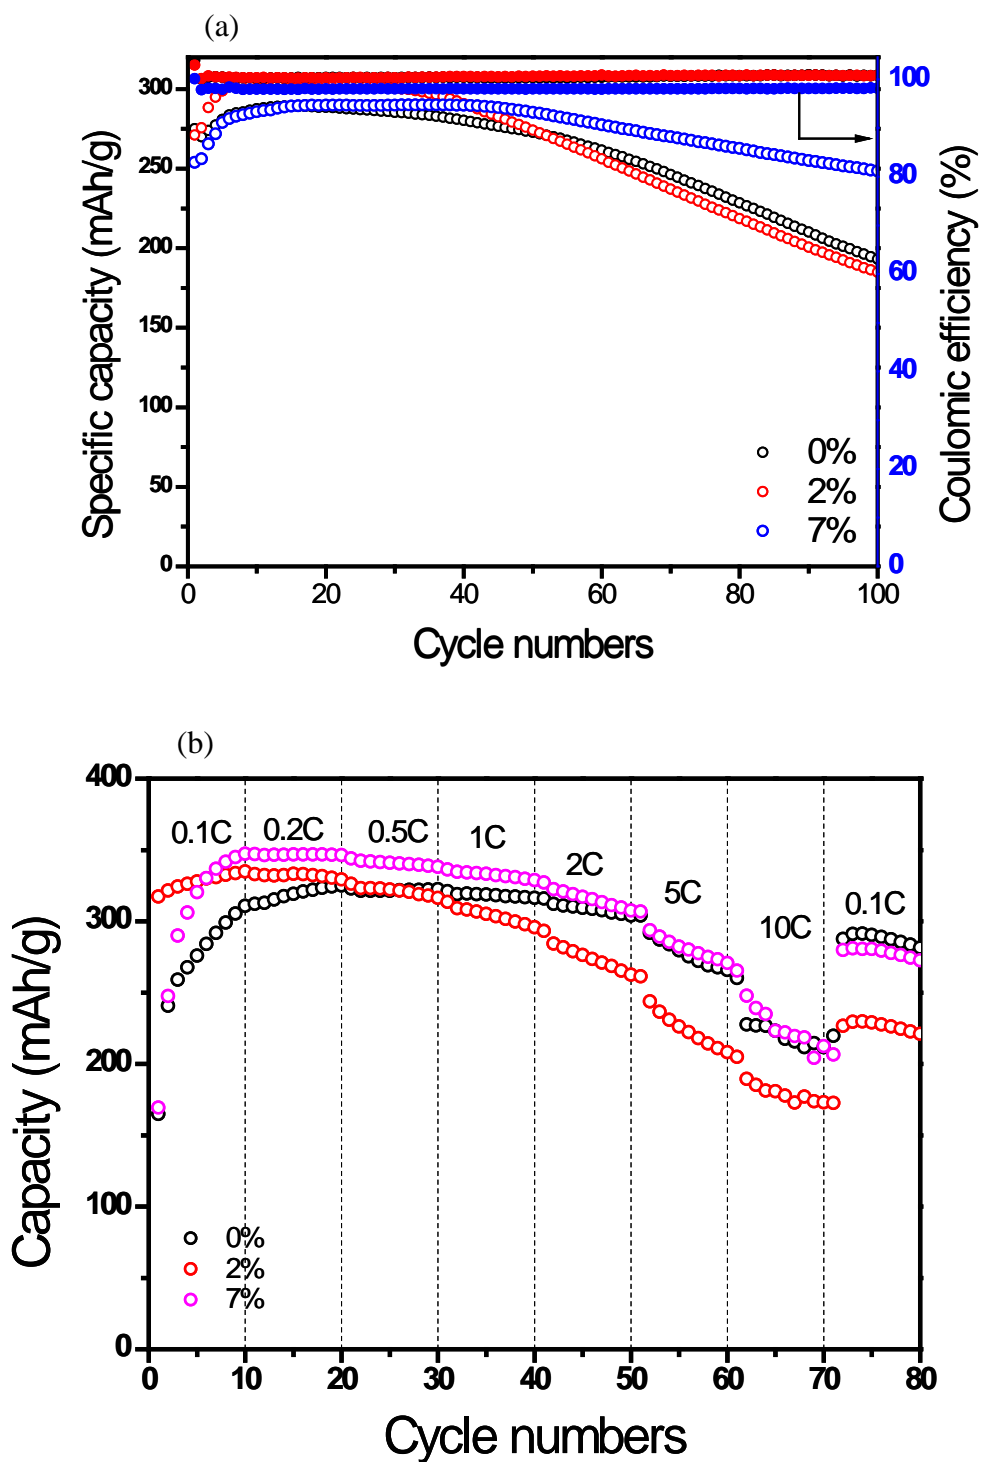 (a)
Specific capacity (mAh/g)
300
250
200
150
100
50
0
100
80
60
40
20
0
Coulomic efficiency (%)
0%
2%
7%
0 20 40 60 80 100
Cycle numbers
(b)
Capacity (mAh/g)
400
300
200
100
0
0.1C 0.2C 0.5C 1C 2C 5C 10C 0.1C
0%
2%
7%
0 10 20 30 40 50 60 70 80
Cycle numbers